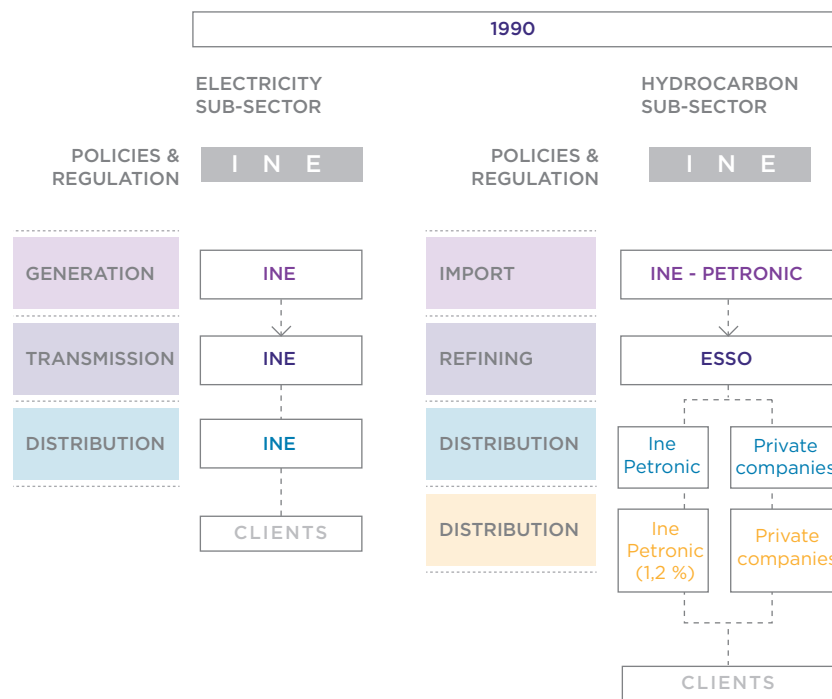 1990
ELECTRICITY
SUB-SECTOR
HYDROCARBON
SUB-SECTOR
POLICIES &
REGULATION
I N E
POLICIES &
REGULATION
I N E
GENERATION
INE
IMPORT
INE - PETRONIC
TRANSMISSION
INE
REFINING
ESSO
DISTRIBUTION
INE
DISTRIBUTION
Ine
Petronic
Private
companies
CLIENTS
DISTRIBUTION
Ine
Petronic
(1,2 %)
Private
companies
CLIENTS